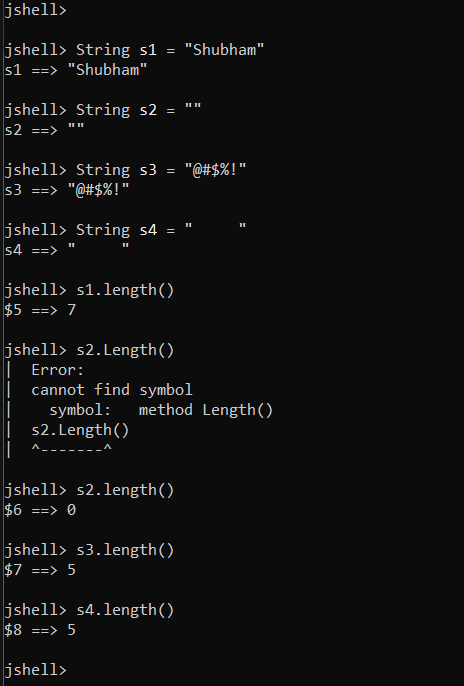 jshell>
jshell> String s1 = "Shubham"
s1 ==> "Shubham"
jshell> String s2 = ""
s2 ==> ""
jshell> String s3 = "@#$%!"
s3 ==> "@#$%!"
jshell> String s4 = "     "
s4 ==> "     "
jshell> s1.length()
$5 ==> 7
jshell> s2.Length()
|  Error:
|  cannot find symbol
|    symbol:   method Length()
|  s2.Length()
|  ^-------^
jshell> s2.length()
$6 ==> 0
jshell> s3.length()
$7 ==> 5
jshell> s4.length()
$8 ==> 5
jshell>